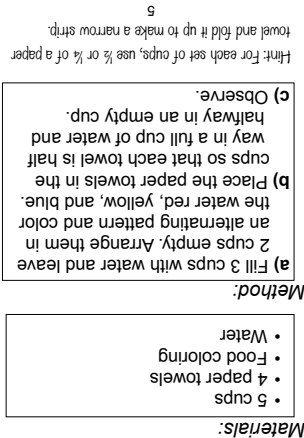 Materials:
• 5 cups
• 4 paper towels
• Food coloring
• Water
Method:
a) Fill 3 cups with water and leave
2 cups empty. Arrange them in
an alternating pattern and color
the water red, yellow, and blue.
b) Place the paper towels in the
cups so that each towel is half
way in a full cup of water and
halfway in an empty cup.
c) Observe.
Hint: For each set of cups, use ½ or ¼ of a paper
towel and fold it up to make a narrow strip.
5